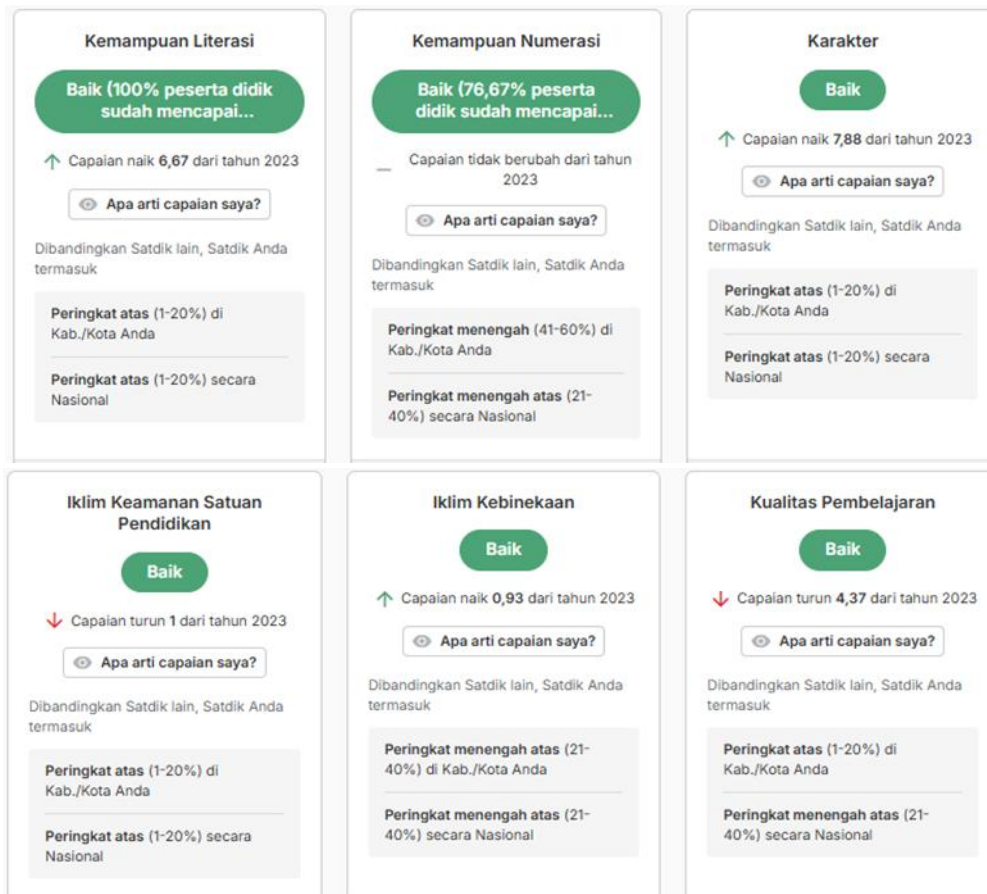 Kemampuan Literasi
Baik (100% peserta didik
sudah mencapai...
Capaian naik 6,67 dari tahun 2023
Apa arti capaian saya?
Dibandingkan Satdik lain, Satdik Anda
termasuk
Peringkat atas (1-20%) di
Kab./Kota Anda
Peringkat atas (1-20%) secara
Nasional
Kemampuan Numerasi
Baik (76,67% peserta
didik sudah mencapai...
Capaian tidak berubah dari tahun
2023
Apa arti capaian saya?
Dibandingkan Satdik lain, Satdik Anda
termasuk
Peringkat menengah (41-60%) di
Kab./Kota Anda
Peringkat menengah atas (21-
40%) secara Nasional
Karakter
Baik
Capaian naik 7,88 dari tahun 2023
Apa arti capaian saya?
Dibandingkan Satdik lain, Satdik Anda
termasuk
Peringkat atas (1-20%) di
Kab./Kota Anda
Peringkat atas (1-20%) secara
Nasional
Iklim Keamanan Satuan
Pendidikan
Baik
Capaian turun 1 dari tahun 2023
Apa arti capaian saya?
Dibandingkan Satdik lain, Satdik Anda
termasuk
Peringkat atas (1-20%) di
Kab./Kota Anda
Peringkat atas (1-20%) secara
Nasional
Iklim Kebinekaan
Baik
Capaian naik 0,93 dari tahun 2023
Apa arti capaian saya?
Dibandingkan Satdik lain, Satdik Anda
termasuk
Peringkat menengah atas (21-
40%) di Kab./Kota Anda
Peringkat menengah atas (21-
40%) secara Nasional
Kualitas Pembelajaran
Baik
Capaian turun 4,37 dari tahun 2023
Apa arti capaian saya?
Dibandingkan Satdik lain, Satdik Anda
termasuk
Peringkat atas (1-20%) di
Kab./Kota Anda
Peringkat menengah atas (21-
40%) secara Nasional